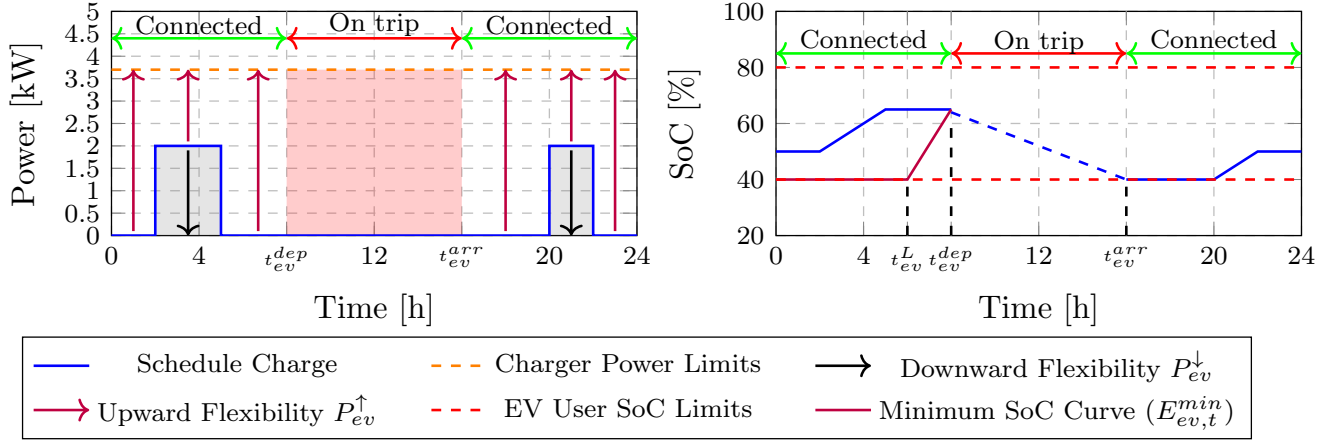 Connected On trip Connected
5
4.5
4
3.5
3
2.5
2
1.5
1
0.5
0
Power [kW]
0 4 t_{ev}^{dep} 12 t_{ev}^{arr} 20 24
Time [h]
Connected On trip Connected
100
80
60
40
20
SoC [%]
0 4 t_{ev}^{L} t_{ev}^{dep} 12 t_{ev}^{arr} 20 24
Time [h]
Schedule Charge Charger Power Limits Downward Flexibility P_{ev}^{↓}
Upward Flexibility P_{ev}^{↑} EV User SoC Limits Minimum SoC Curve (E_{ev,t}^{min})